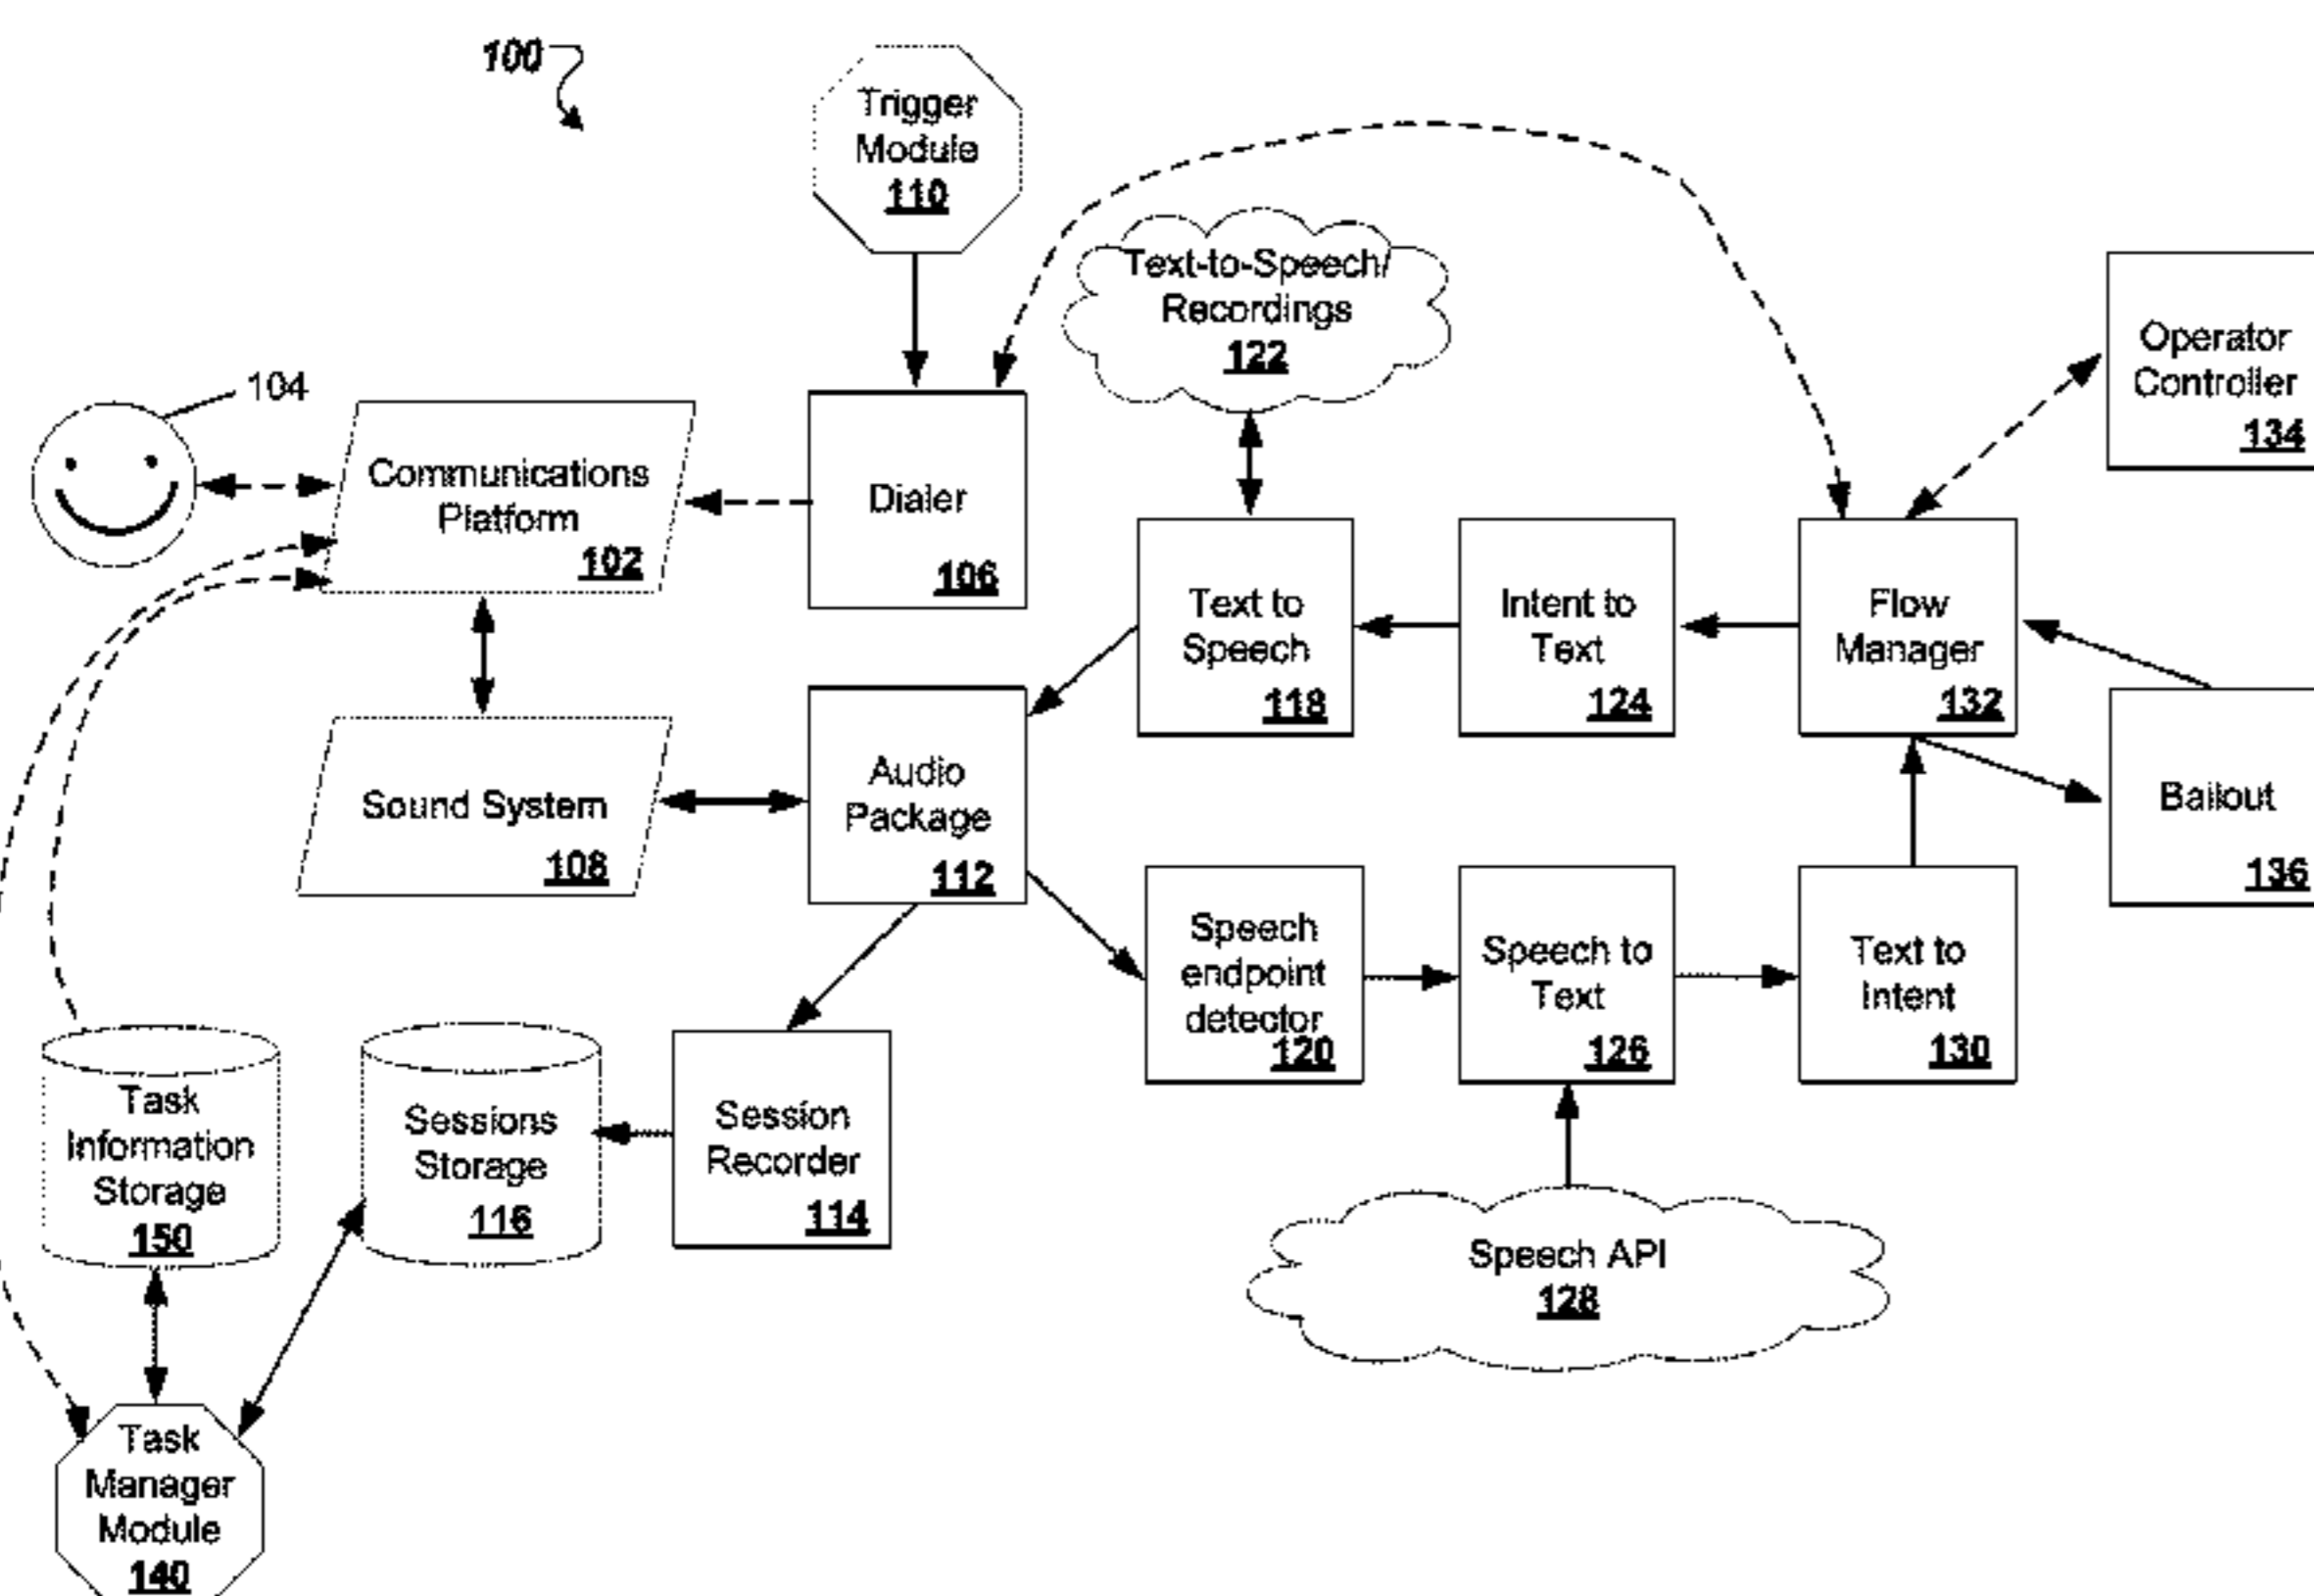 100
Trigger
Module
110
Text-to-Speech/
Recordings
122
Operator
Controller
134
104
Communications
Platform
102
Dialer
106
Text to
Speech
118
Intent to
Text
124
Flow
Manager
132
Sound System
108
Audio
Package
112
Bailout
136
Speech
endpoint
detector
120
Speech to
Text
126
Text to
Intent
130
Task
Information
Storage
150
Sessions
Storage
116
Session
Recorder
114
Speech API
128
Task
Manager
Module
140